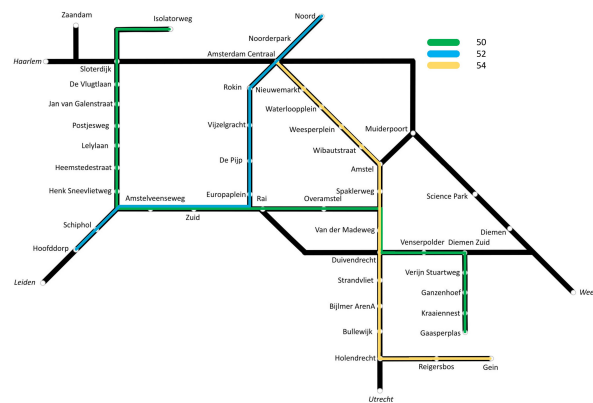 Zaandam
Isolatorweg
Noord
Noorderpark
50
52
54
Amsterdam Centraal
Haarlem
Sloterdijk
De Vlugtlaan
Rokin
Nieuwemarkt
Jan van Galenstraat
Waterloopplein
Postjesweg
Vijzelgracht
Weesperplein
Muiderpoort
Lelylaan
Wibautstraat
De Pijp
Heemstedestraat
Amstel
Henk Sneevlietweg
Europaplein
Spaklerweg
Science Park
Amstelveenseweg
Rai
Overamstel
Zuid
Schiphol
Van der Madeweg
Diemen
Hoofddorp
Venserpolder
Diemen Zuid
Duivendrecht
Verijn Stuartweg
Leiden
Strandvliet
Ganzenhoef
Wee
Bijlmer ArenA
Kraaiennest
Bullewijk
Gaasperplas
Holendrecht
Reigersbos
Gein
Utrecht